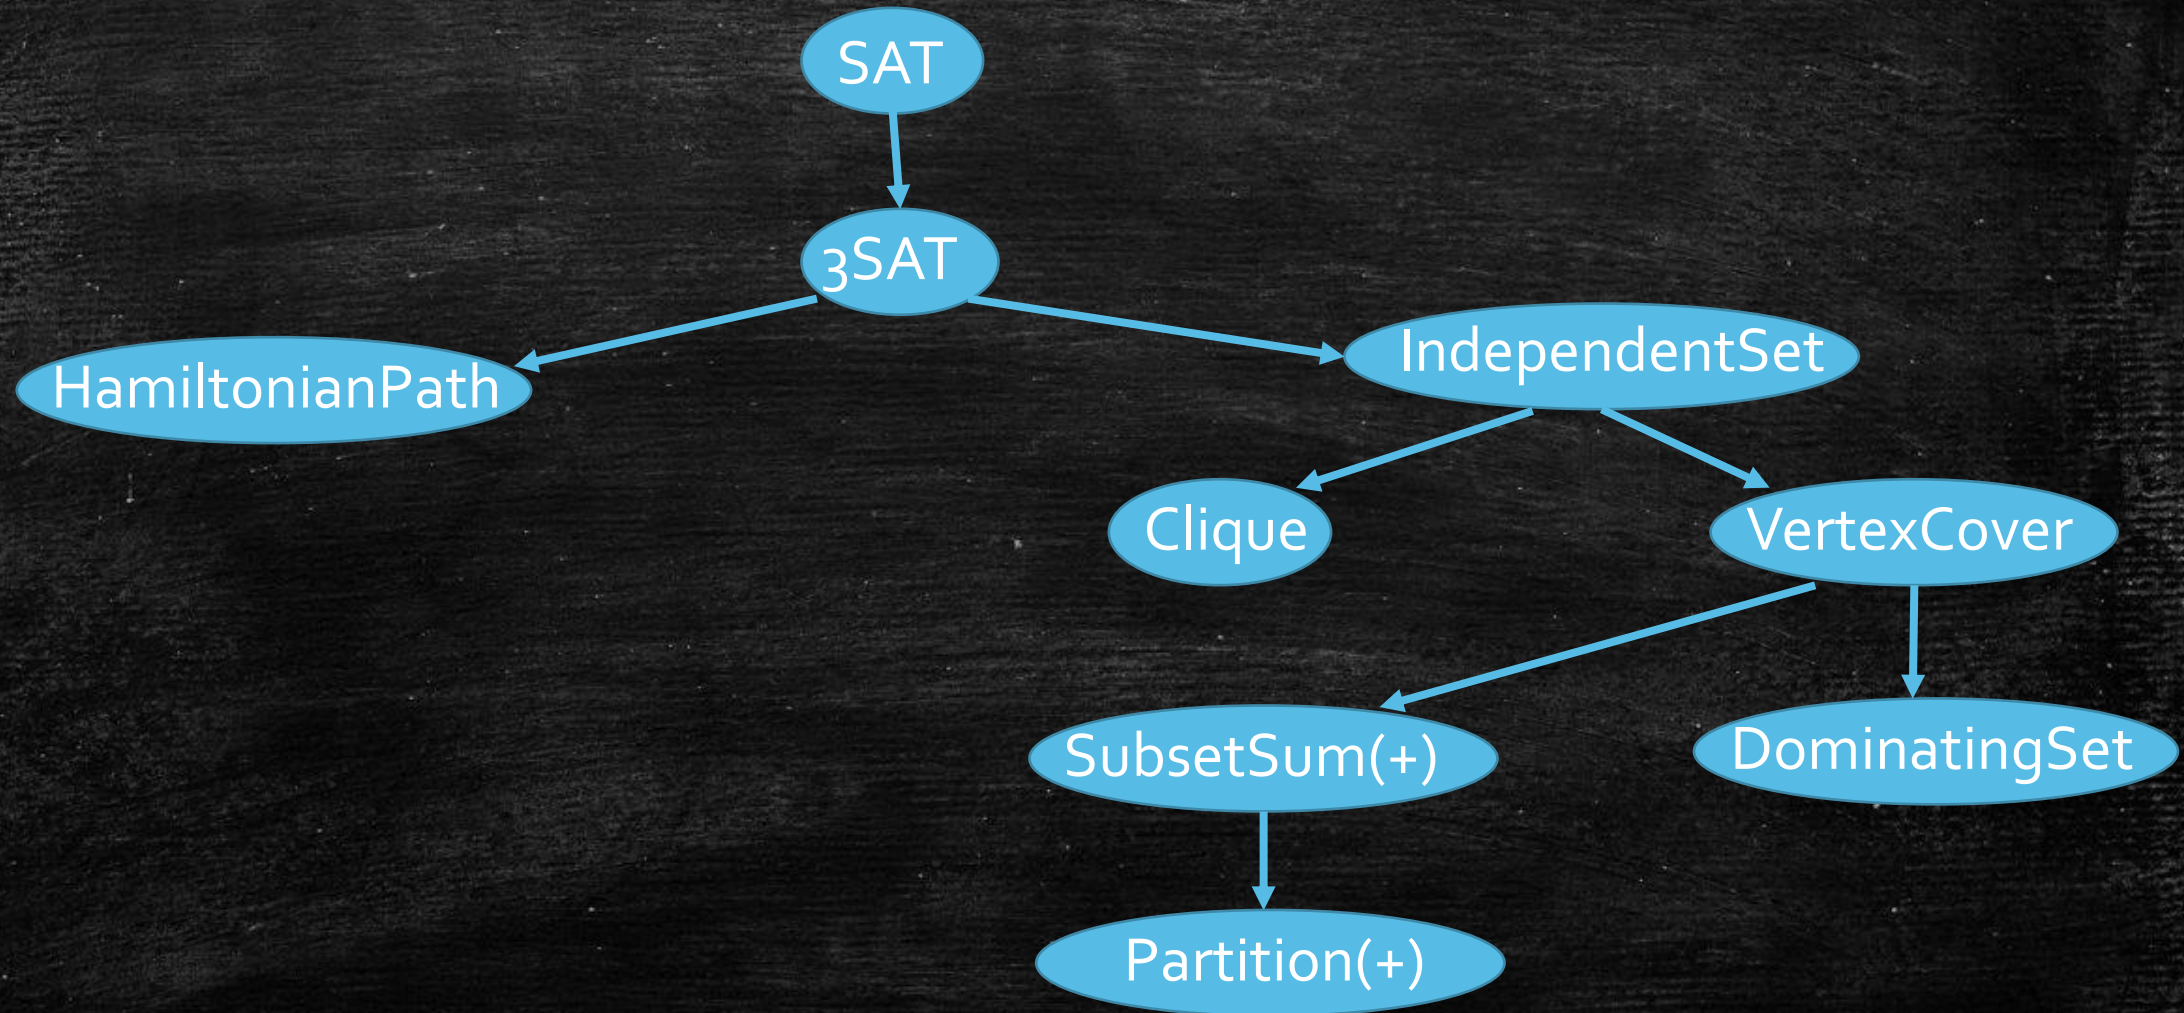 SAT
3SAT
IndependentSet
HamiltonianPath
Clique
VertexCover
SubsetSum(+)
DominatingSet
Partition(+)